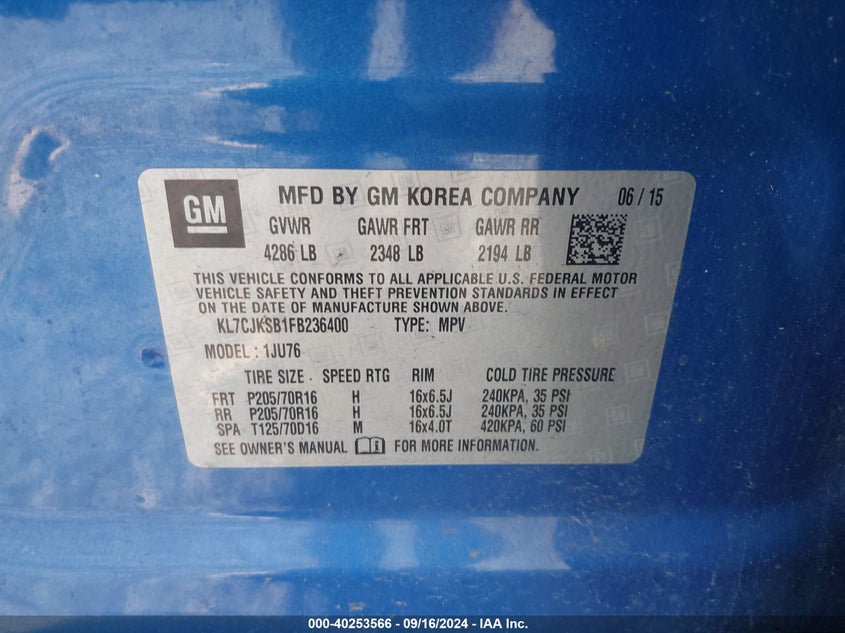 GM
MFD BY GM KOREA COMPANY 06 / 15
GVWR GAWR FRT GAWR RR
4286 LB 2348 LB 2194 LB
THIS VEHICLE CONFORMS TO ALL APPLICABLE U.S. FEDERAL MOTOR
VEHICLE SAFETY AND THEFT PREVENTION STANDARDS IN EFFECT
ON THE DATE OF MANUFACTURE SHOWN ABOVE.
KL7CJKSB1FB236400 TYPE: MPV
MODEL : 1JU76
TIRE SIZE SPEED RTG RIM COLD TIRE PRESSURE
FRT P205/70R16 H 16x6.5J 240KPA, 35 PSI
RR P205/70R16 H 16x6.5J 240KPA, 35 PSI
SPA T125/70D16 M 16x4.0T 420KPA, 60 PSI
SEE OWNER'S MANUAL FOR MORE INFORMATION.
000-40253566 - 09/16/2024 - IAA Inc.